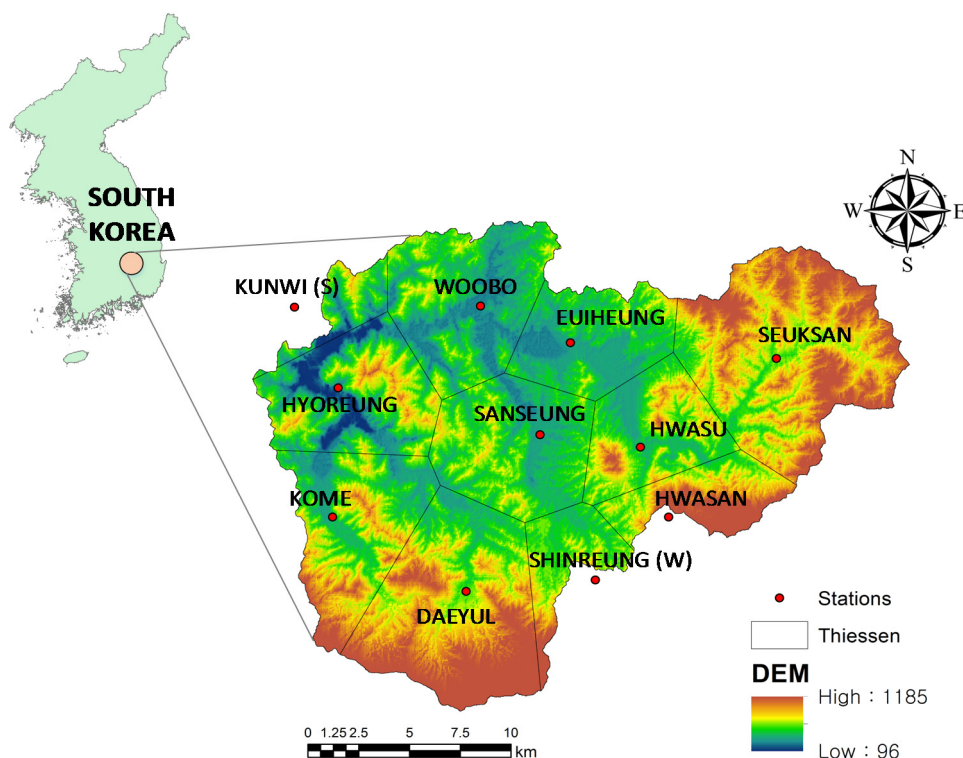 SOUTH
KOREA
N
W E
S
KUNWI (S)
WOOBO
EUIHEUNG
SEUKSAN
HYOREUNG
SANSEUNG
HWASU
KOME
HWASAN
SHINREUNG (W)
DAEYUL
Stations
Thiessen
DEM
High : 1185
Low : 96
0 1.25 2.5 5 7.5 10
km